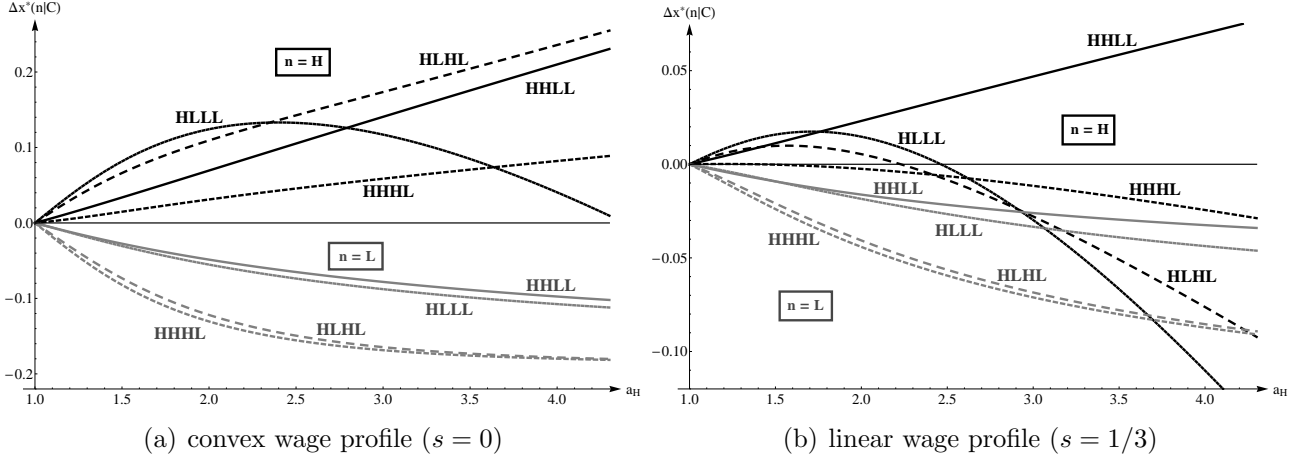 Δx*(n|C)
0.2
0.1
0.0
−0.1
−0.2
1.0 1.5 2.0 2.5 3.0 3.5 4.0 a_H
n = H
HLHL
HHLL
HLLL
HHHL
n = L
HHLL
HLLL
HLHL
HHHL
(a) convex wage profile (s = 0)
Δx*(n|C)
0.05
0.00
−0.05
−0.10
1.0 1.5 2.0 2.5 3.0 3.5 4.0 a_H
HHLL
n = H
HLLL
HHHL
HHLL
HLLL
HHHL
HLHL
n = L
(b) linear wage profile (s = 1/3)